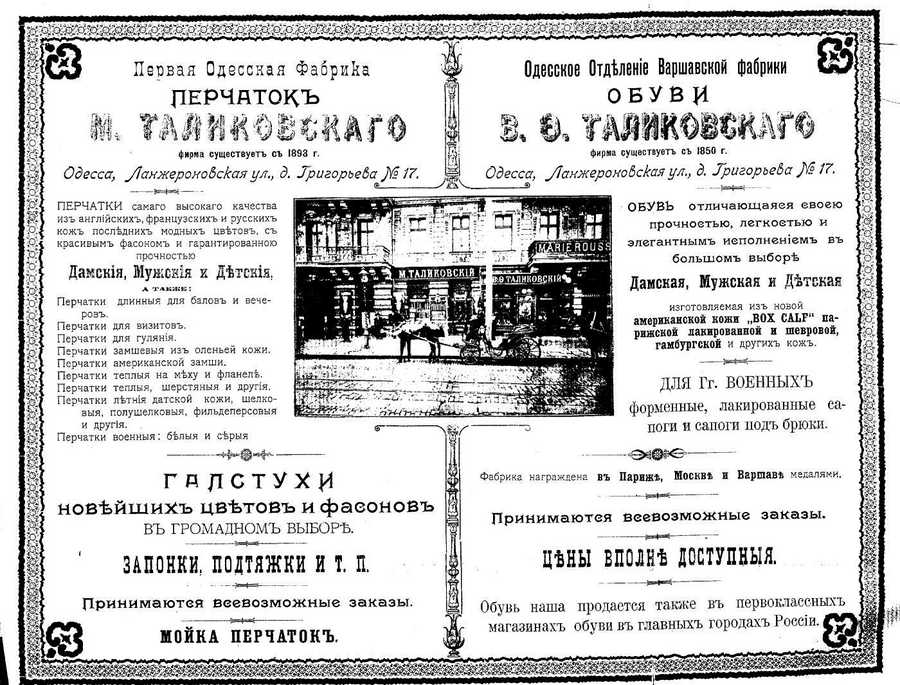 Первая Одесская Фабрика
ПЕРЧАТОКЪ
М. ТАЛИКОВСКАГО
фирма существуетъ съ 1893 г.
Одесса, Ланжероновская ул., д. Григорьева № 17.
ПЕРЧАТКИ самаго высокаго качества
изъ англійскихъ, французскихъ и русскихъ
кожъ послѣднихъ модныхъ цвѣтовъ, съ
красивымъ фасономъ и гарантированною
прочностью
Дамскія, Мужскія и Дѣтскія,
А ТАКЖЕ:
Перчатки длинныя для баловъ и вече-
ровъ.
Перчатки для визитовъ.
Перчатки для гулянія.
Перчатки замшевыя изъ оленьей кожи.
Перчатки американской замши.
Перчатки теплыя на мѣху и фланелѣ.
Перчатки теплыя, шерстяныя и другія.
Перчатки лѣтнія датской кожи, шелко-
выя, полушелковыя, фильдеперсовыя
и другія.
Перчатки военныя: бѣлыя и сѣрыя
ГАЛСТУХИ
НОВѢЙШИХЪ ЦВѢТОВЪ И ФАСОНОВЪ
ВЪ ГРОМАДНОМЪ ВЫБОРѢ.
ЗАПОНКИ, ПОДТЯЖКИ И Т. П.
Принимаются всевозможные заказы.
МОЙКА ПЕРЧАТОКЪ.
М. ТАЛИКОВСКІЙ
В. Ѳ. ТАЛИКОВСКІЙ
MARIE ROUSS
Одесское Отдѣленіе Варшавской фабрики
ОБУВИ
В. Ѳ. ТАЛИКОВСКАГО
фирма существуетъ съ 1850 г.
Одесса, Ланжероновская ул., д. Григорьева № 17.
ОБУВЬ отличающаяся своею
прочностью, легкостью и
элегантнымъ исполненіемъ въ
большомъ выборѣ
Дамская, Мужская и Дѣтская
изготовляемая изъ новой
американской кожи „BOX CALF" па-
рижской лакированной и шевровой,
гамбургской и другихъ кожъ.
ДЛЯ Гг. ВОЕННЫХЪ
форменные, лакированные са-
поги и сапоги подъ брюки.
Фабрика награждена въ Парижѣ, Москвѣ и Варшавѣ медалями.
Принимаются всевозможные заказы.
ЦѢНЫ ВПОЛНѢ ДОСТУПНЫЯ.
Обувь наша продается также въ первоклассныхъ
магазинахъ обуви въ главныхъ городахъ Россіи.